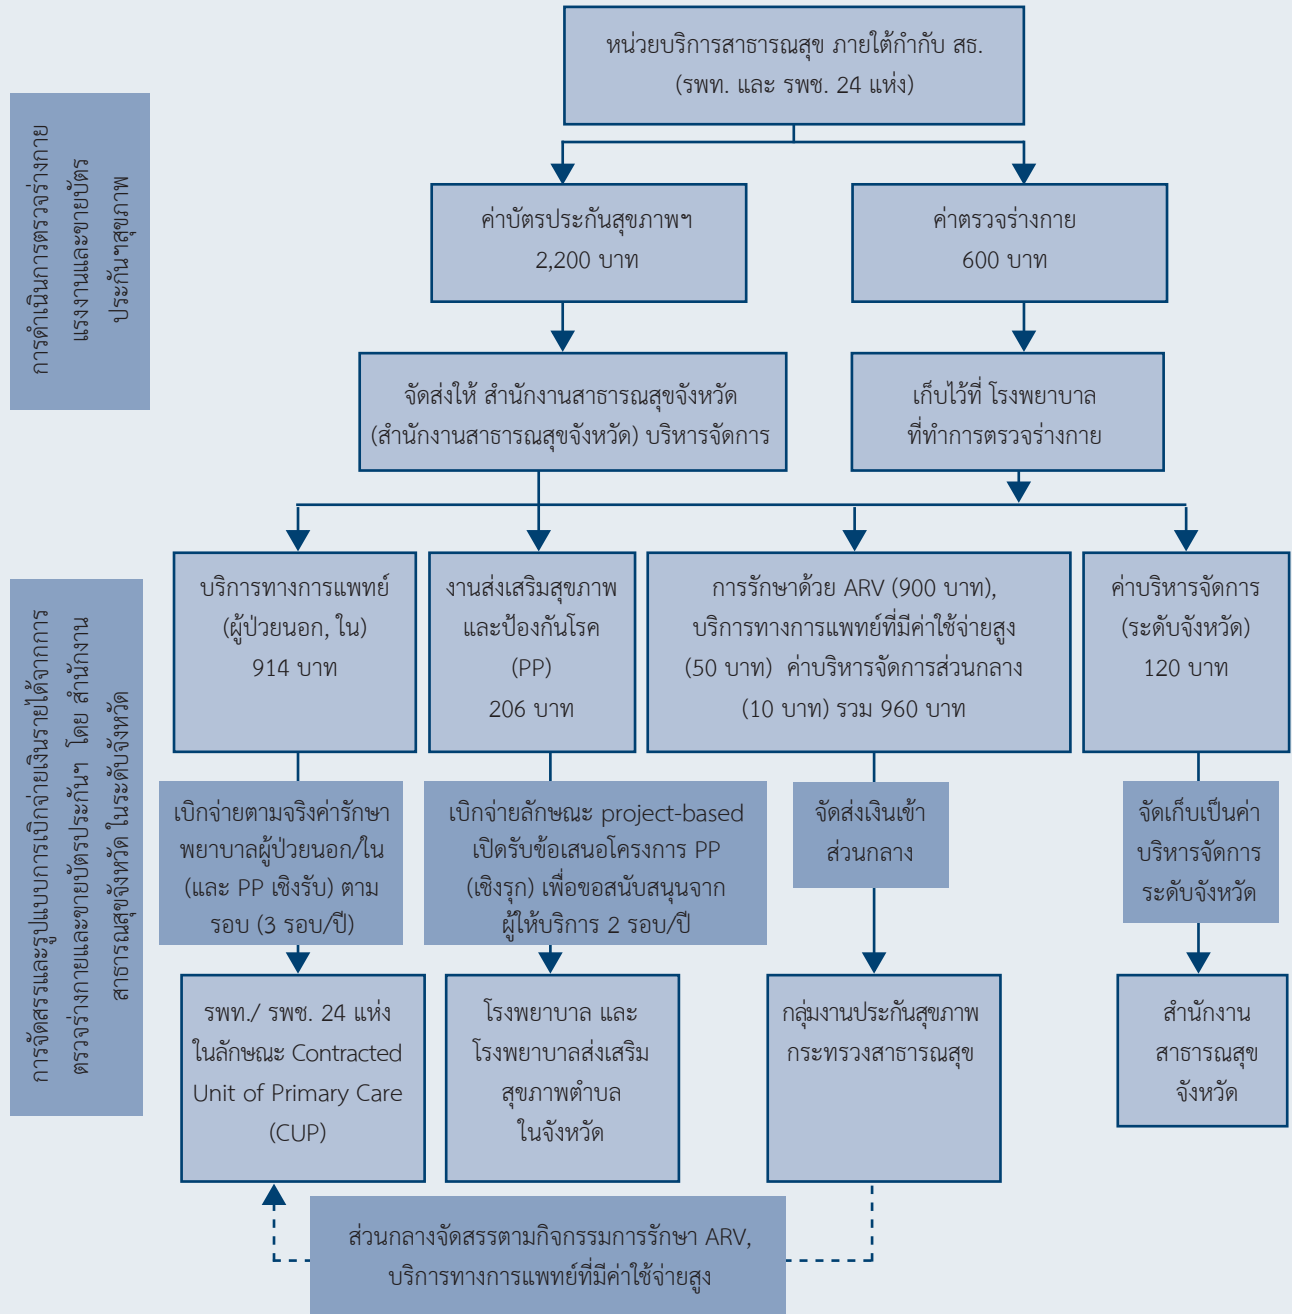 หน่วยบริการสาธารณสุข ภายใต้กำกับ สธ.
(รพท. และ รพช. 24 แห่ง)
การดำเนินการตรวจร่างกาย
แรงงานและขายบัตร
ประกันฯสุขภาพ
ค่าบัตรประกันสุขภาพฯ
2,200 บาท
ค่าตรวจร่างกาย
600 บาท
จัดส่งให้ สำนักงานสาธารณสุขจังหวัด
(สำนักงานสาธารณสุขจังหวัด) บริหารจัดการ
เก็บไว้ที่ โรงพยาบาล
ที่ทำการตรวจร่างกาย
การจัดสรรและรูปแบบการเบิกจ่ายเงินรายได้จากการ
ตรวจร่างกายและขายบัตรประกันฯ โดย สำนักงาน
สาธารณสุขจังหวัด ในระดับจังหวัด
บริการทางการแพทย์
(ผู้ป่วยนอก, ใน)
914 บาท
งานส่งเสริมสุขภาพ
และป้องกันโรค
(PP)
206 บาท
การรักษาด้วย ARV (900 บาท),
บริการทางการแพทย์ที่มีค่าใช้จ่ายสูง
(50 บาท) ค่าบริหารจัดการส่วนกลาง
(10 บาท) รวม 960 บาท
ค่าบริหารจัดการ
(ระดับจังหวัด)
120 บาท
เบิกจ่ายตามจริงค่ารักษา
พยาบาลผู้ป่วยนอก/ใน
(และ PP เชิงรับ) ตาม
รอบ (3 รอบ/ปี)
เบิกจ่ายลักษณะ project-based
เปิดรับข้อเสนอโครงการ PP
(เชิงรุก) เพื่อขอสนับสนุนจาก
ผู้ให้บริการ 2 รอบ/ปี
จัดส่งเงินเข้า
ส่วนกลาง
จัดเก็บเป็นค่า
บริหารจัดการ
ระดับจังหวัด
รพท./ รพช. 24 แห่ง
ในลักษณะ Contracted
Unit of Primary Care
(CUP)
โรงพยาบาล และ
โรงพยาบาลส่งเสริม
สุขภาพตำบล
ในจังหวัด
กลุ่มงานประกันสุขภาพ
กระทรวงสาธารณสุข
สำนักงาน
สาธารณสุข
จังหวัด
ส่วนกลางจัดสรรตามกิจกรรมการรักษา ARV,
บริการทางการแพทย์ที่มีค่าใช้จ่ายสูง